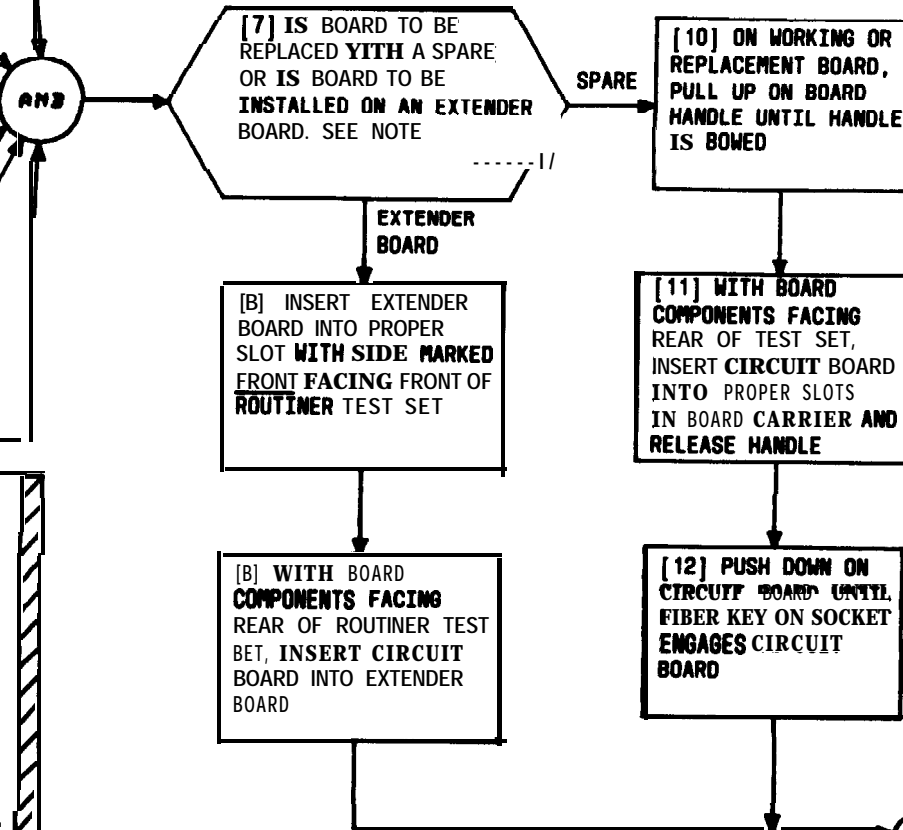 AMB
[7] IS BOARD TO BE
REPLACED YITH A SPARE
OR IS BOARD TO BE
INSTALLED ON AN EXTENDER
BOARD. SEE NOTE
------I/
SPARE
EXTENDER
BOARD
[B] INSERT EXTENDER
BOARD INTO PROPER
SLOT WITH SIDE MARKED
FRONT FACING FRONT OF
ROUTINER TEST SET
[B] WITH BOARD
COMPONENTS FACING
REAR OF ROUTINER TEST
BET, INSERT CIRCUIT
BOARD INTO EXTENDER
BOARD
[10] ON WORKING OR
REPLACEMENT BOARD,
PULL UP ON BOARD
HANDLE UNTIL HANDLE
IS BOWED
[11] WITH BOARD
COMPONENTS FACING
REAR OF TEST SET,
INSERT CIRCUIT BOARD
INTO PROPER SLOTS
IN BOARD CARRIER AND
RELEASE HANDLE
[12] PUSH DOWN ON
CIRCUIT BOARD UNTIL
FIBER KEY ON SOCKET
ENGAGES CIRCUIT
BOARD